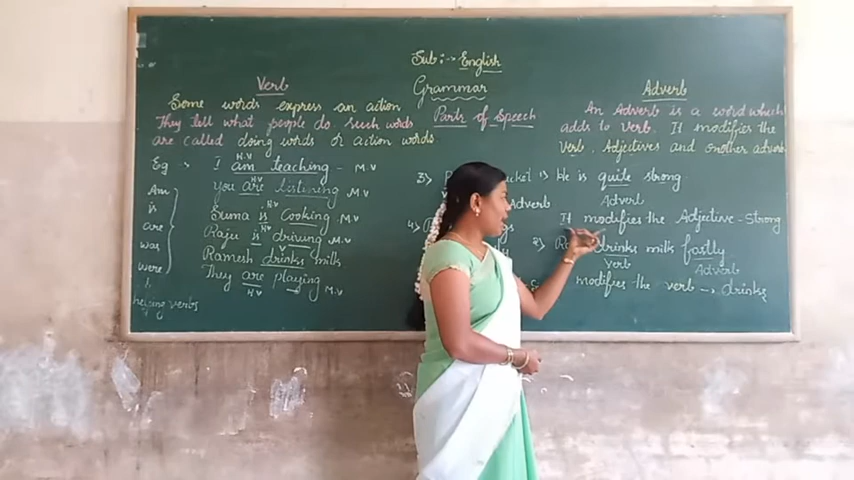 Sub:- English
Grammar
Parts of Speech
Verb
Some words express an action
They tell what people do such words
are called doing words or action words.
Eg → I am teaching - M.V
H.V
You are listening M.V
H.V
Suma is Cooking M.V
H.V
Raju is driving M.V
H.V
Ramesh drinks milk
They are playing M.V
H.V
Am
is
are
was
were
helping verbs
Adverb
An Adverb is a word which
adds to Verb. It modifies the
Verb, Adjectives and another adverb
3)
4)
1) He is quite strong
Adverb
It modifies the Adjective - Strong
2) drinks milk fastly
Verb
Adverb
modifies the verb → drinks